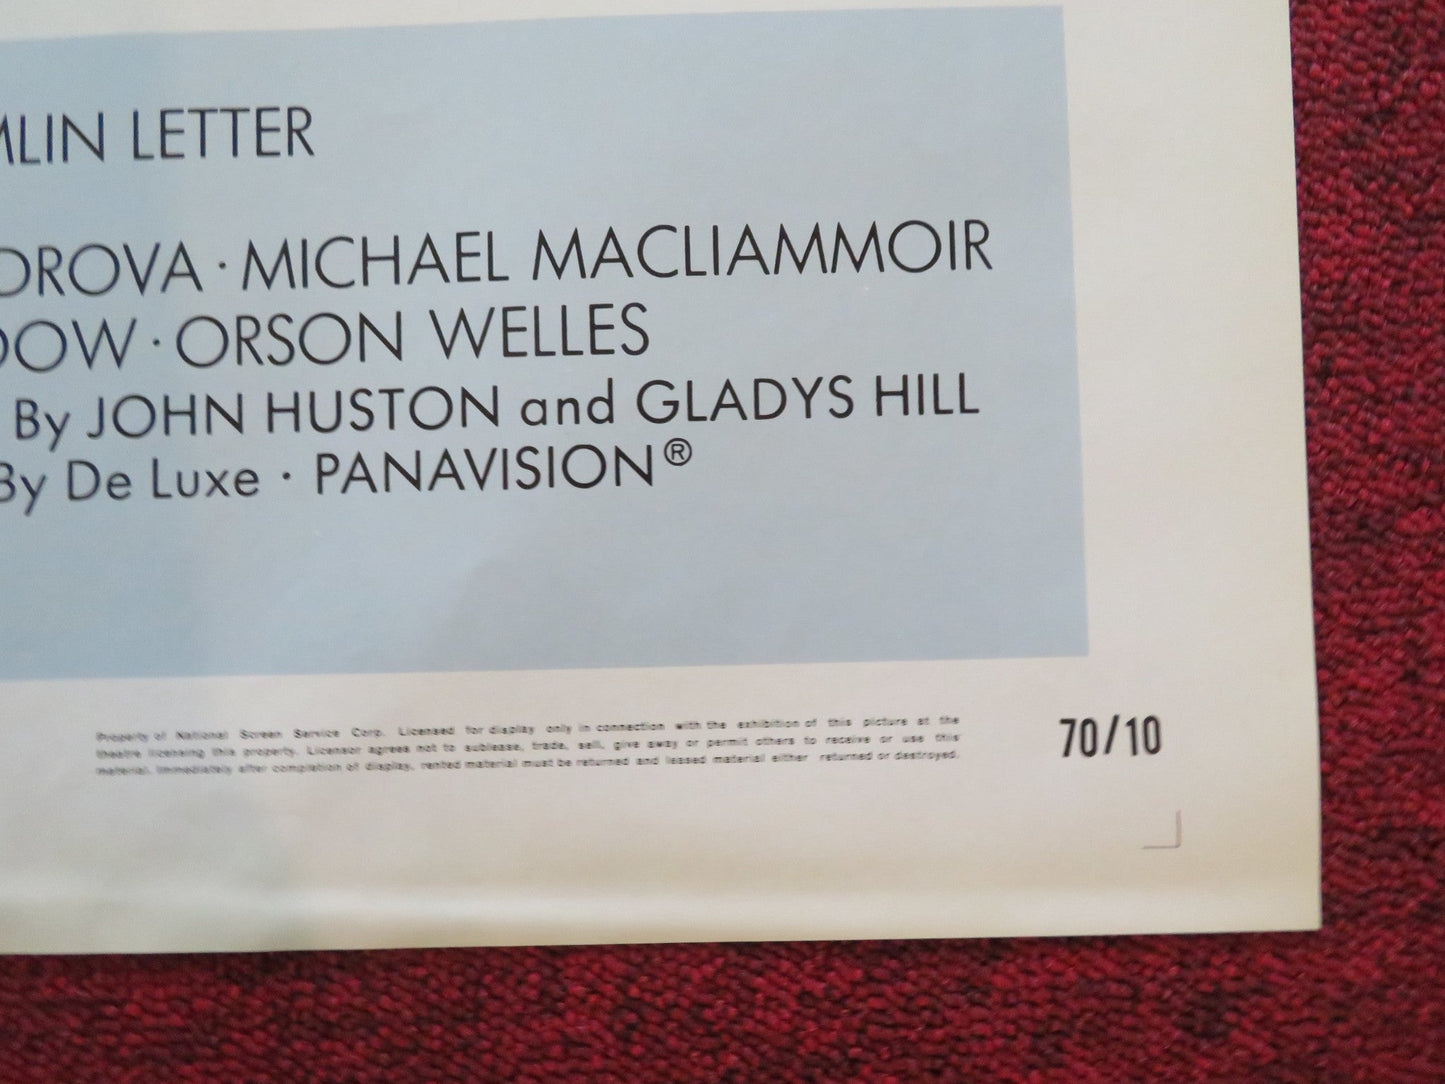 MLIN LETTER
OROVA · MICHAEL MACLIAMMOIR
DOW · ORSON WELLES
By JOHN HUSTON and GLADYS HILL
By De Luxe · PANAVISION®
Property of National Screen Service Corp. Licensed for display only in connection with the exhibition of this picture at the
theatre licensing this property. Licensor agrees not to sublease, trade, sell, give away or permit others to receive or use this
material. Immediately after completion of display, rented material must be returned and leased material either returned or destroyed.
70/10